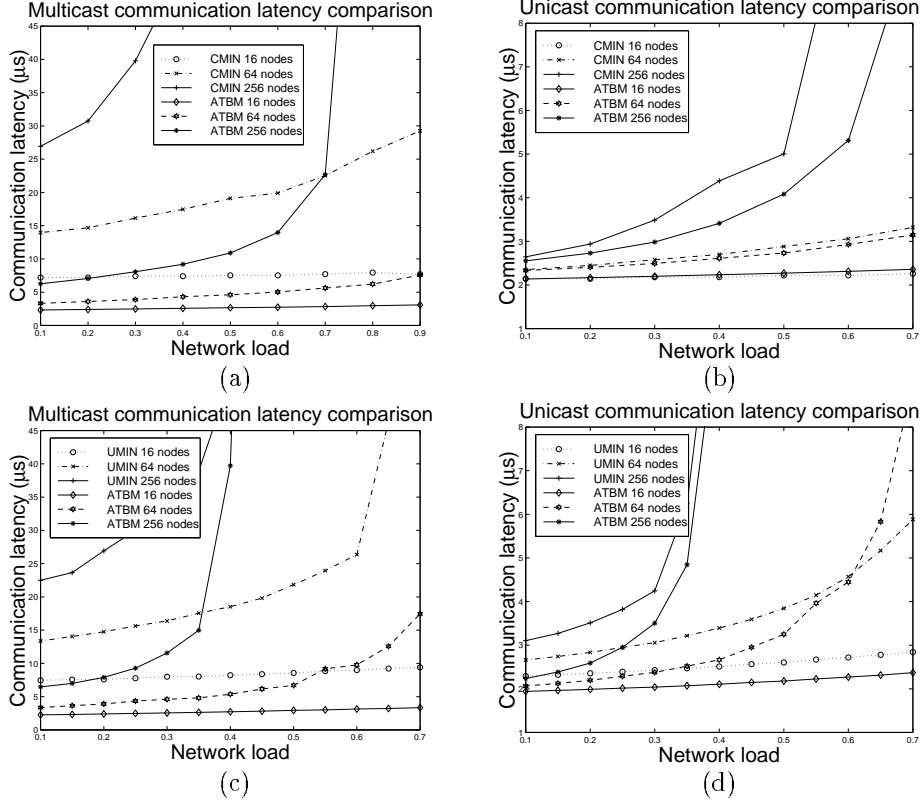 Multicast communication latency comparison
45
40
35
30
25
20
15
10
5
0
Communication latency (μs)
CMIN 16 nodes
CMIN 64 nodes
CMIN 256 nodes
ATBM 16 nodes
ATBM 64 nodes
ATBM 256 nodes
0.1 0.2 0.3 0.4 0.5 0.6 0.7 0.8 0.9
Network load
(a)
Unicast communication latency comparison
8
7
6
5
4
3
2
1
Communication latency (μs)
CMIN 16 nodes
CMIN 64 nodes
CMIN 256 nodes
ATBM 16 nodes
ATBM 64 nodes
ATBM 256 nodes
0.1 0.2 0.3 0.4 0.5 0.6 0.7
Network load
(b)
Multicast communication latency comparison
45
40
35
30
25
20
15
10
5
0
Communication latency (μs)
UMIN 16 nodes
UMIN 64 nodes
UMIN 256 nodes
ATBM 16 nodes
ATBM 64 nodes
ATBM 256 nodes
0.1 0.2 0.3 0.4 0.5 0.6 0.7
Network load
(c)
Unicast communication latency comparison
8
7
6
5
4
3
2
1
Communication latency (μs)
UMIN 16 nodes
UMIN 64 nodes
UMIN 256 nodes
ATBM 16 nodes
ATBM 64 nodes
ATBM 256 nodes
0.1 0.2 0.3 0.4 0.5 0.6 0.7
Network load
(d)